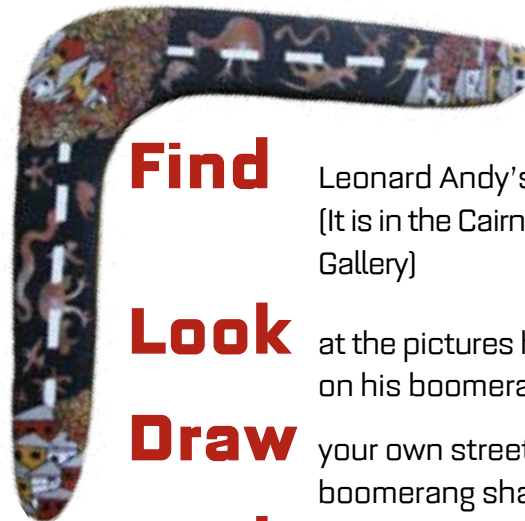 Find Leonard Andy's
(It is in the Cairn
Gallery)
Look at the pictures h
on his boomera
Draw your own street
boomerang sha